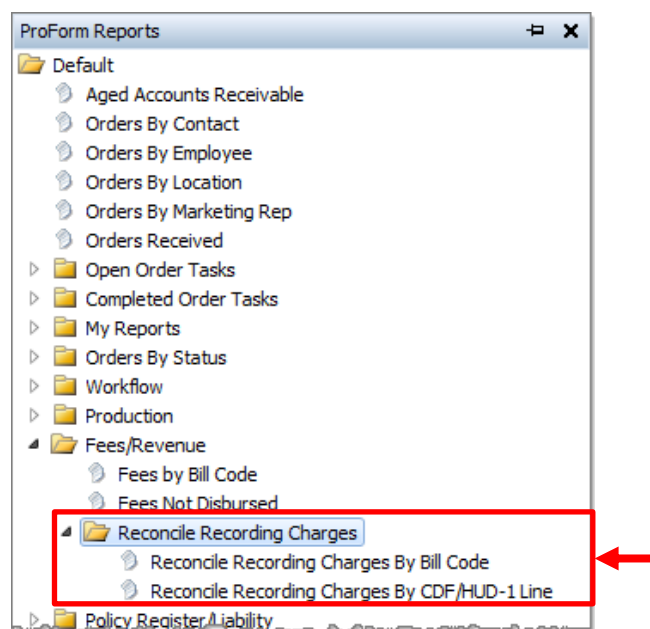 ProForm Reports
Default
Aged Accounts Receivable
Orders By Contact
Orders By Employee
Orders By Location
Orders By Marketing Rep
Orders Received
Open Order Tasks
Completed Order Tasks
My Reports
Orders By Status
Workflow
Production
Fees/Revenue
Fees by Bill Code
Fees Not Disbursed
Reconcile Recording Charges
Reconcile Recording Charges By Bill Code
Reconcile Recording Charges By CDF/HUD-1 Line
Policy Register/Liability